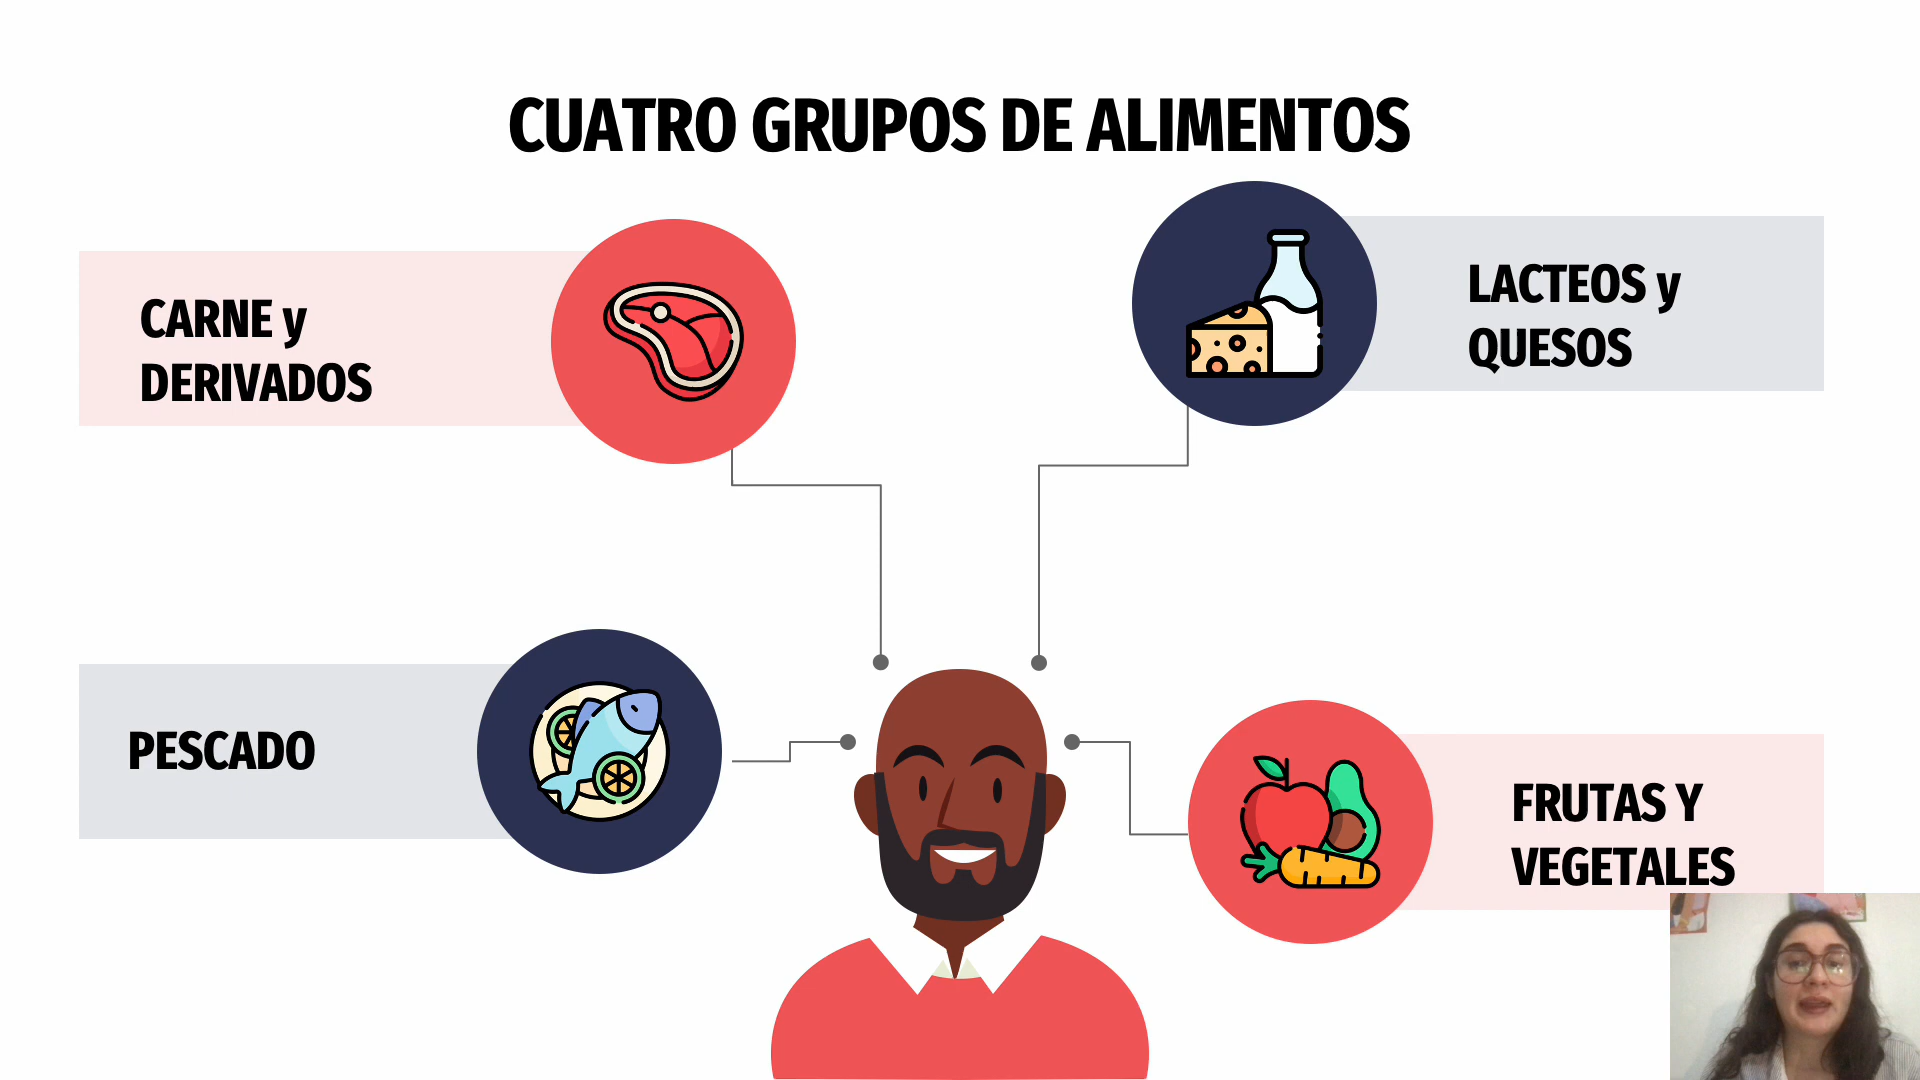 CUATRO GRUPOS DE ALIMENTOS
CARNE y
DERIVADOS
LACTEOS y
QUESOS
PESCADO
FRUTAS Y
VEGETALES